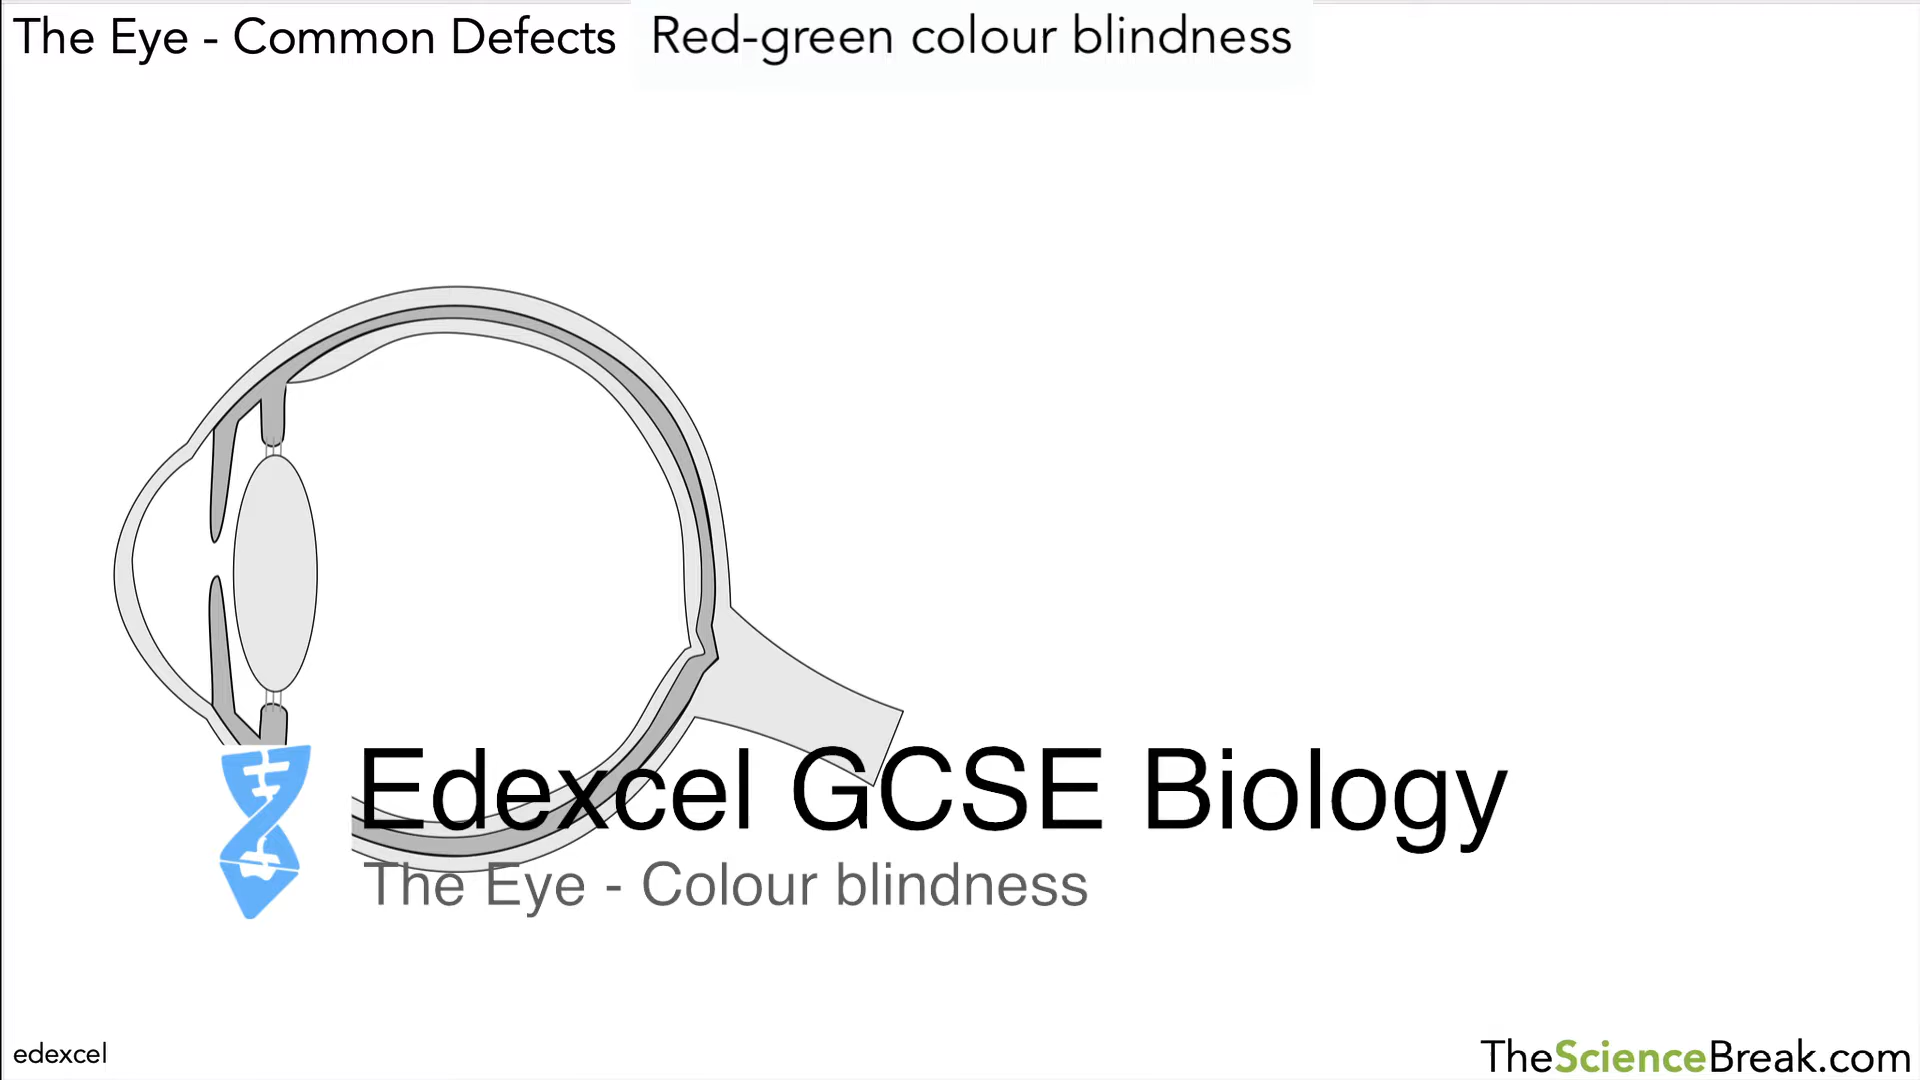 The Eye - Common Defects Red-green colour blindness
Edexcel GCSE Biology
The Eye - Colour blindness
edexcel
TheScienceBreak.com